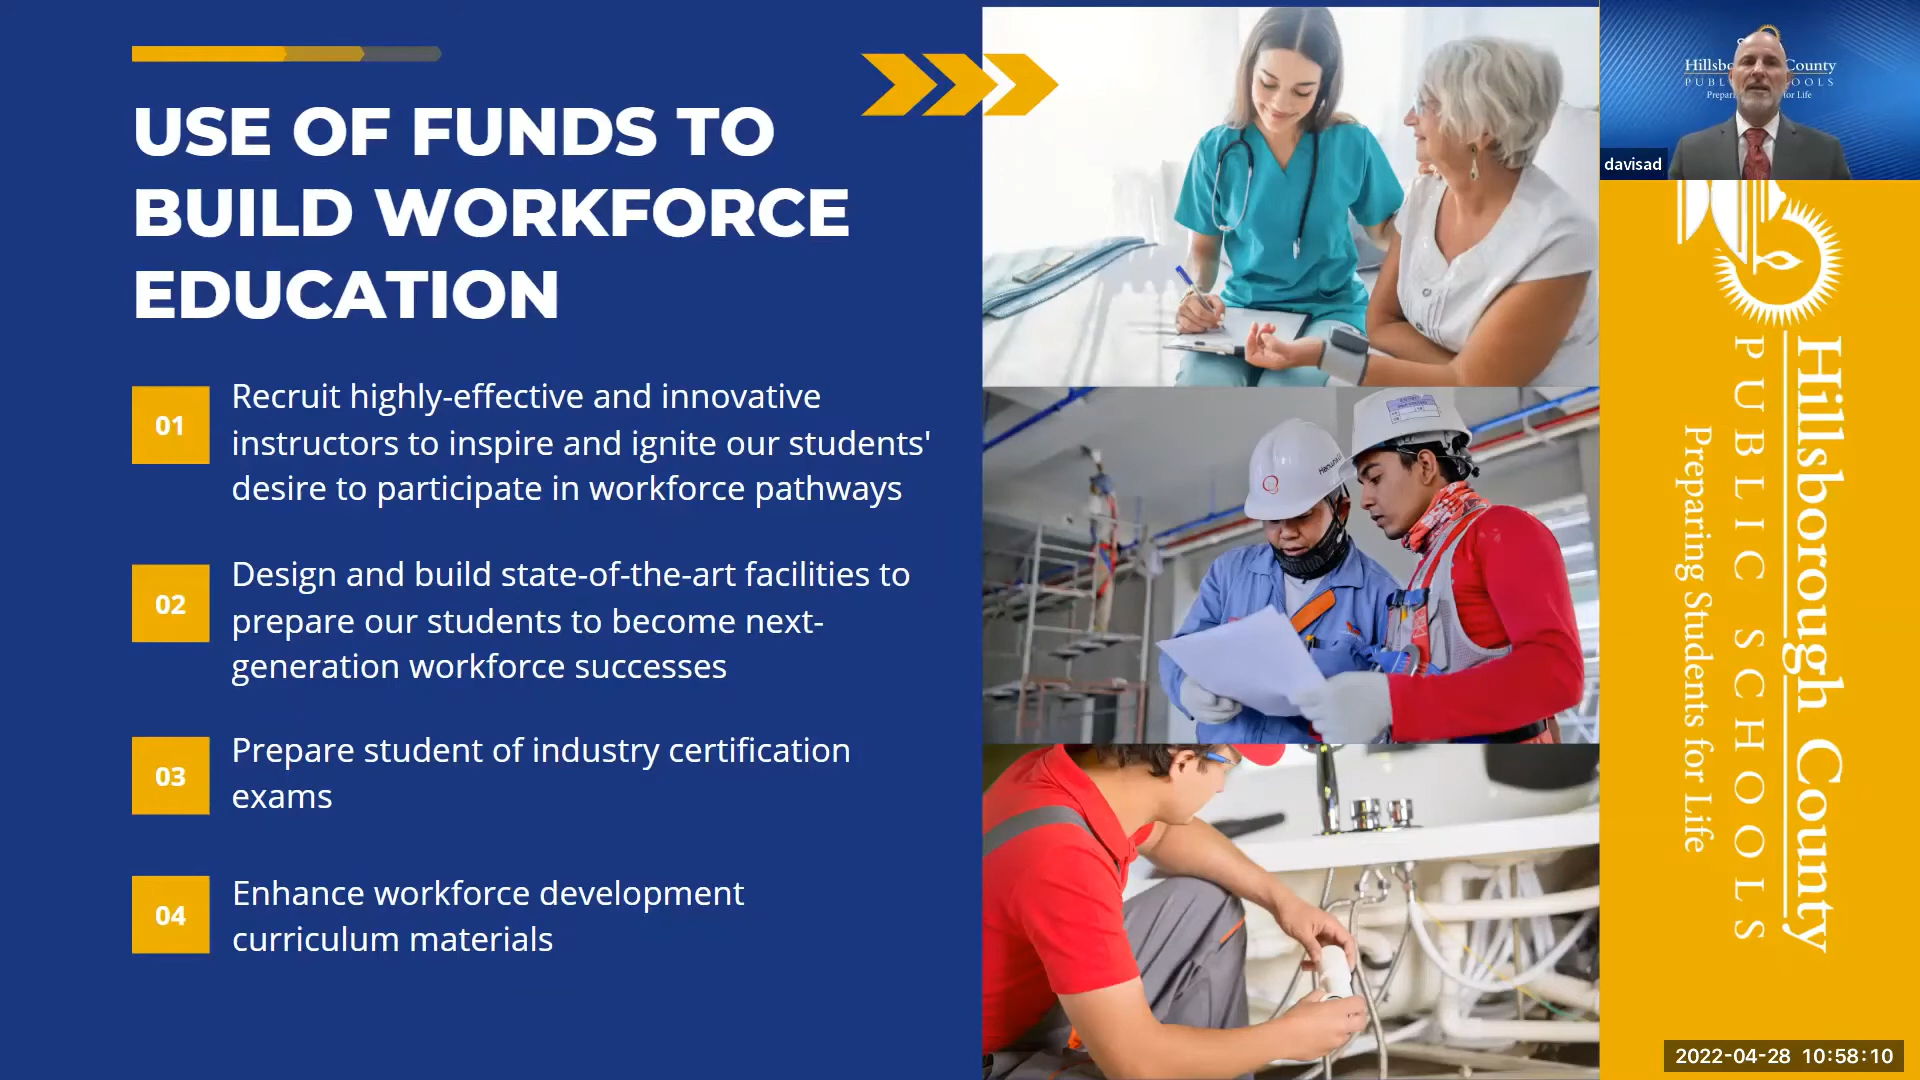 USE OF FUNDS TO
BUILD WORKFORCE
EDUCATION
01
Recruit highly-effective and innovative
instructors to inspire and ignite our students'
desire to participate in workforce pathways
02
Design and build state-of-the-art facilities to
prepare our students to become next-
generation workforce successes
03
Prepare student of industry certification
exams
04
Enhance workforce development
curriculum materials
davisad
Hillsborough County
PUBLIC SCHOOLS
Preparing Students for Life
2022-04-28 10:58:10